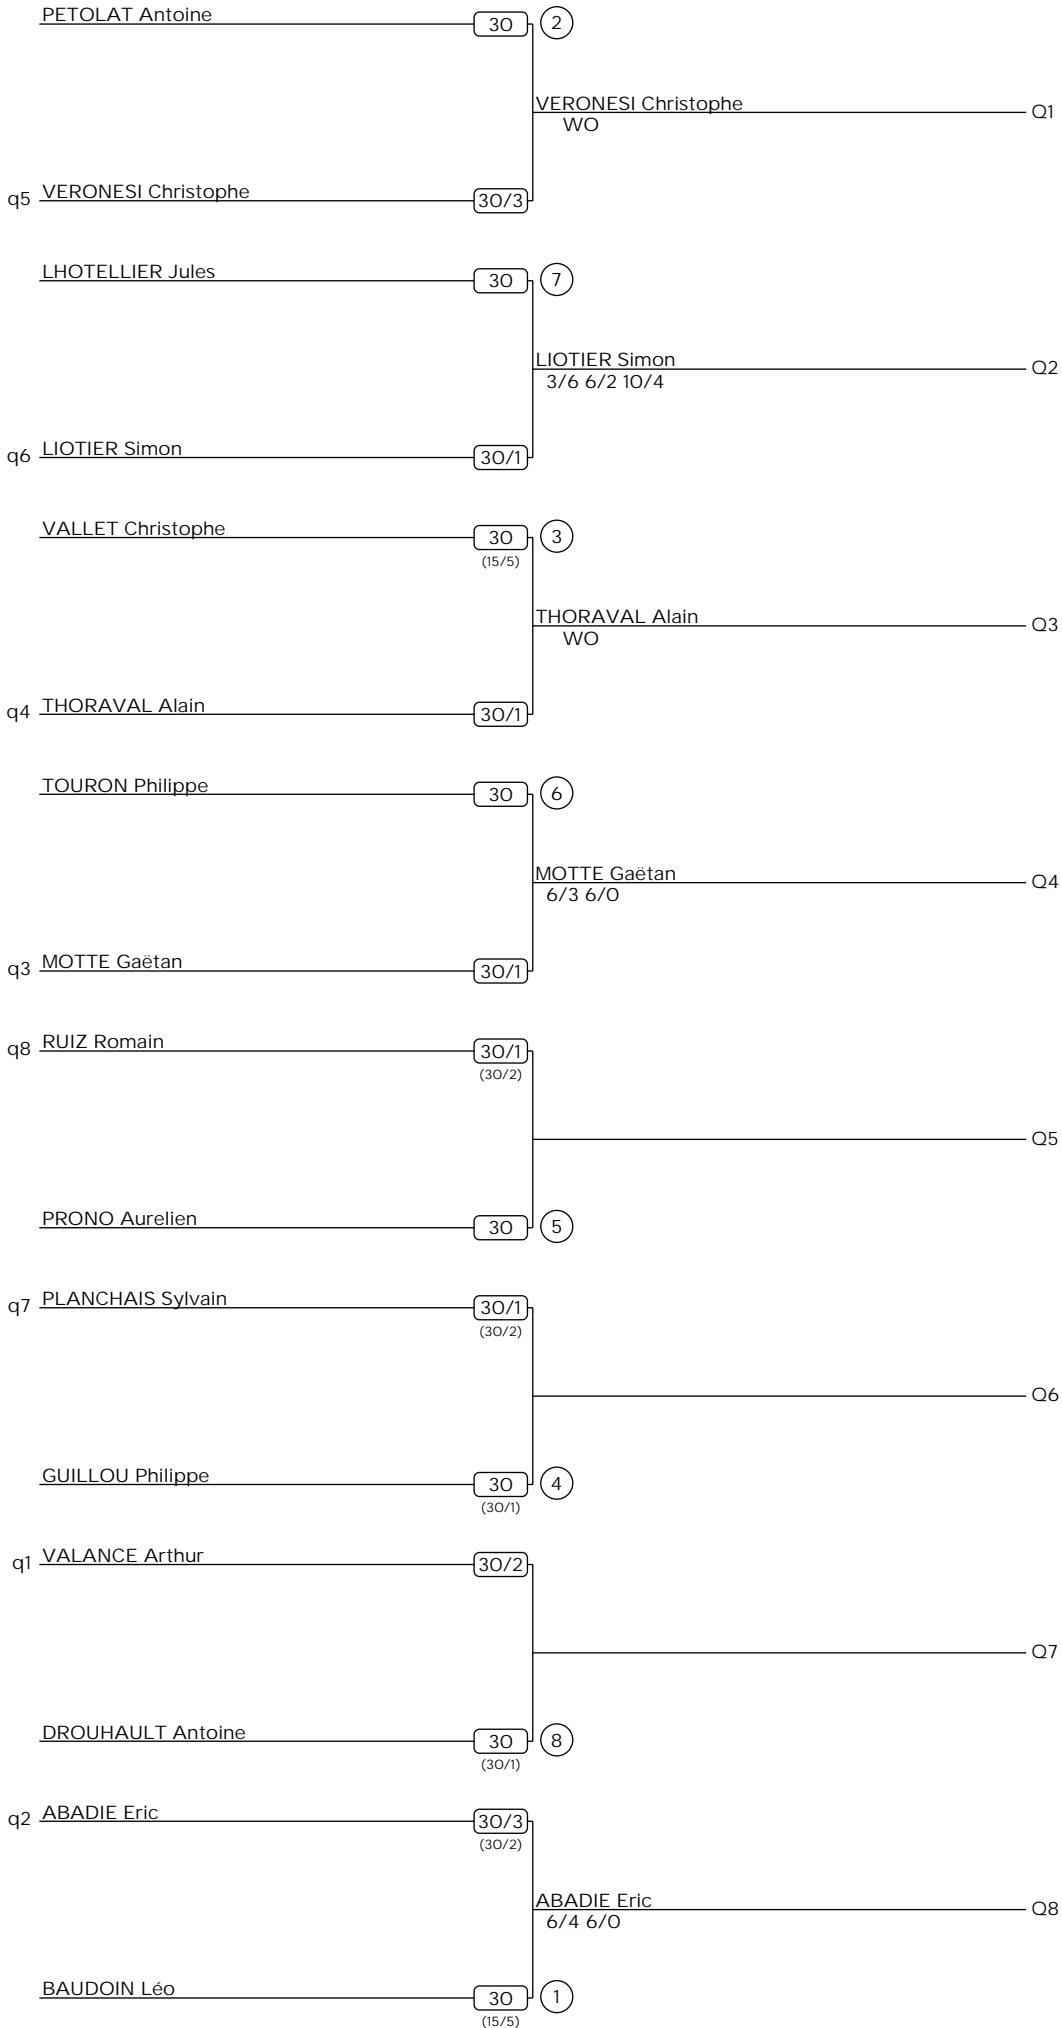 PETOLAT Antoine 30 2
VERONESI Christophe Q1
WO
q5 VERONESI Christophe 30/3
LHOTELLIER Jules 30 7
LIOTIER Simon Q2
3/6 6/2 10/4
q6 LIOTIER Simon 30/1
VALLET Christophe 30 3
(15/5)
THORAVAL Alain Q3
WO
q4 THORAVAL Alain 30/1
TOURON Philippe 30 6
MOTTE Gaëtan Q4
6/3 6/0
q3 MOTTE Gaëtan 30/1
q8 RUIZ Romain 30/1
(30/2)
Q5
PRONO Aurelien 30 5
q7 PLANCHAIS Sylvain 30/1
(30/2)
Q6
GUILLOU Philippe 30 4
(30/1)
q1 VALANCE Arthur 30/2
Q7
DROUHAULT Antoine 30 8
(30/1)
q2 ABADIE Eric 30/3
(30/2)
ABADIE Eric Q8
6/4 6/0
BAUDOIN Léo 30 1
(15/5)